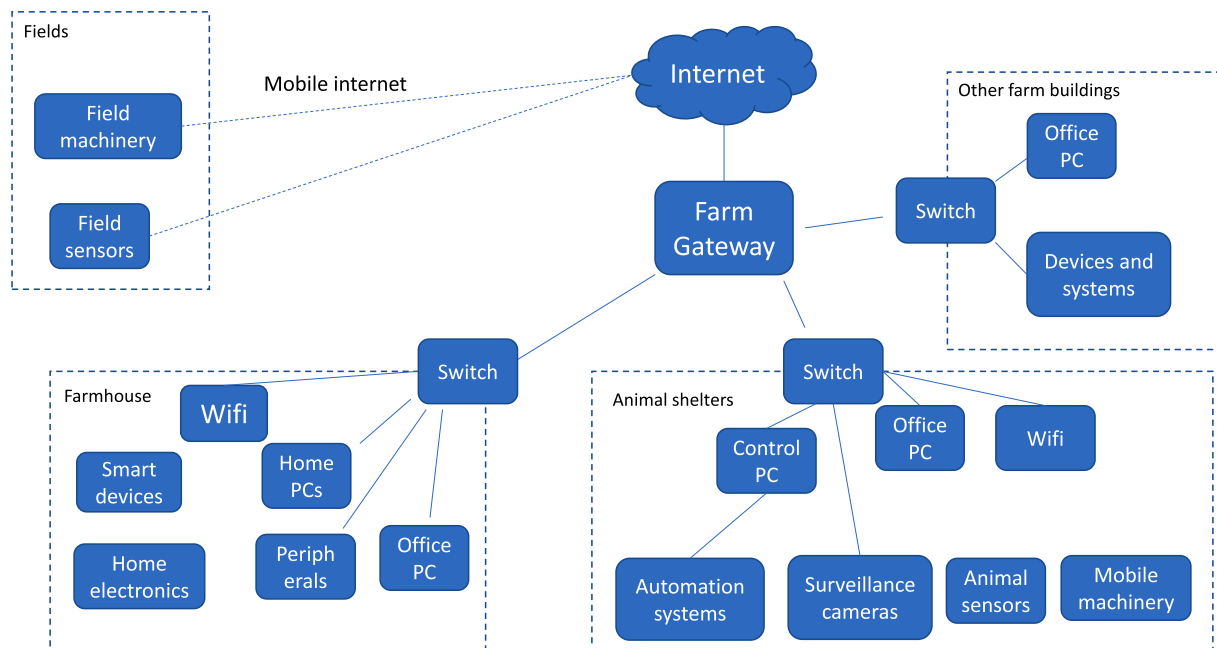 Fields
Field
machinery
Field
sensors
Mobile internet
Internet
Farm
Gateway
Other farm buildings
Office
PC
Switch
Devices and
systems
Switch
Farmhouse
Wifi
Smart
devices
Home
PCs
Home
electronics
Periph
erals
Office
PC
Switch
Animal shelters
Control
PC
Office
PC
Wifi
Automation
systems
Surveillance
cameras
Animal
sensors
Mobile
machinery